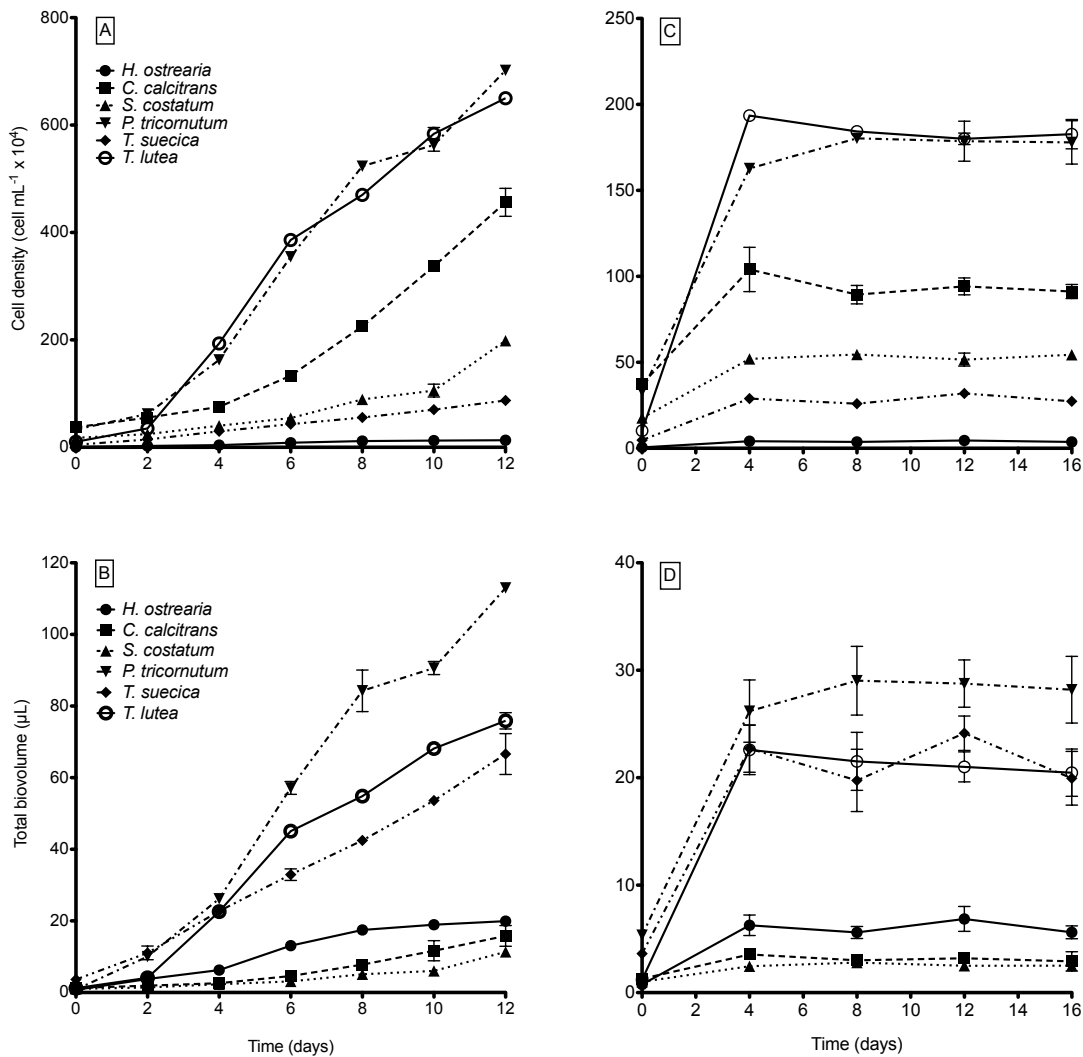 A
H. ostrearia
C. calcitrans
S. costatum
P. tricornutum
T. suecica
T. lutea
Cell density (cell mL⁻¹ x 10⁴)
800
600
400
200
0
0 2 4 6 8 10 12
C
250
200
150
100
50
0
0 2 4 6 8 10 12 14 16
B
H. ostrearia
C. calcitrans
S. costatum
P. tricornutum
T. suecica
T. lutea
Total biovolume (µL)
120
100
80
60
40
20
0
0 2 4 6 8 10 12
Time (days)
D
40
30
20
10
0
0 2 4 6 8 10 12 14 16
Time (days)